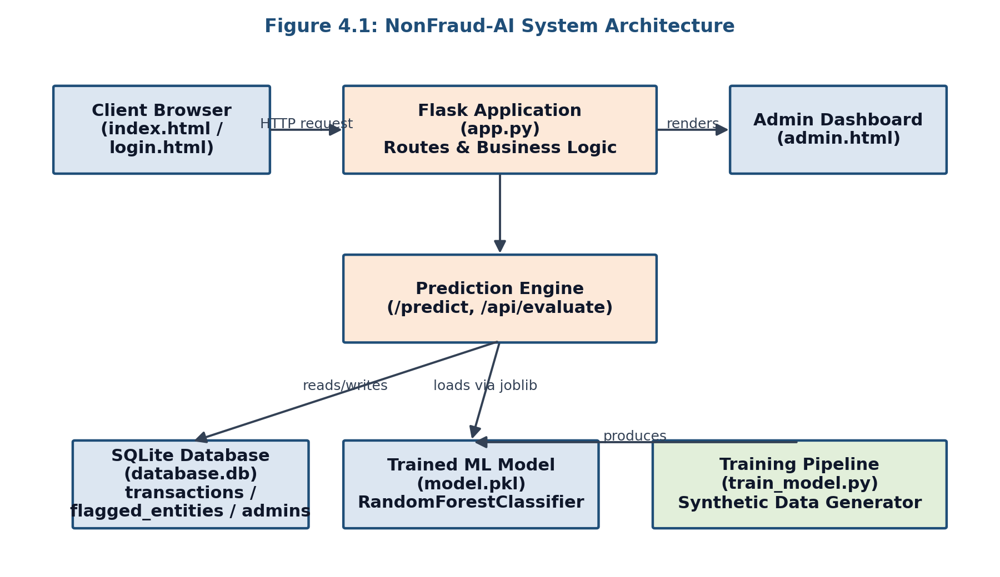 Figure 4.1: NonFraud-AI System Architecture
Client Browser
(index.html /
login.html)
HTTP request
Flask Application
(app.py)
Routes & Business Logic
renders
Admin Dashboard
(admin.html)
Prediction Engine
(/predict, /api/evaluate)
reads/writes
loads via joblib
produces
SQLite Database
(database.db)
transactions /
flagged_entities / admins
Trained ML Model
(model.pkl)
RandomForestClassifier
Training Pipeline
(train_model.py)
Synthetic Data Generator